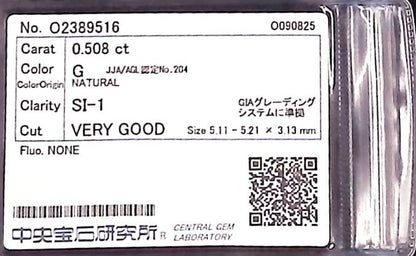 No. O2389516 O090825
Carat 0.508 ct
Color G JJA/AGL認定No.204
ColorOrigin NATURAL
Clarity SI-1 GIAグレーディングシステムに準拠
Cut VERY GOOD Size 5.11 - 5.21 × 3.13 mm
Fluo. NONE
中央宝石研究所® CENTRAL GEM LABORATORY